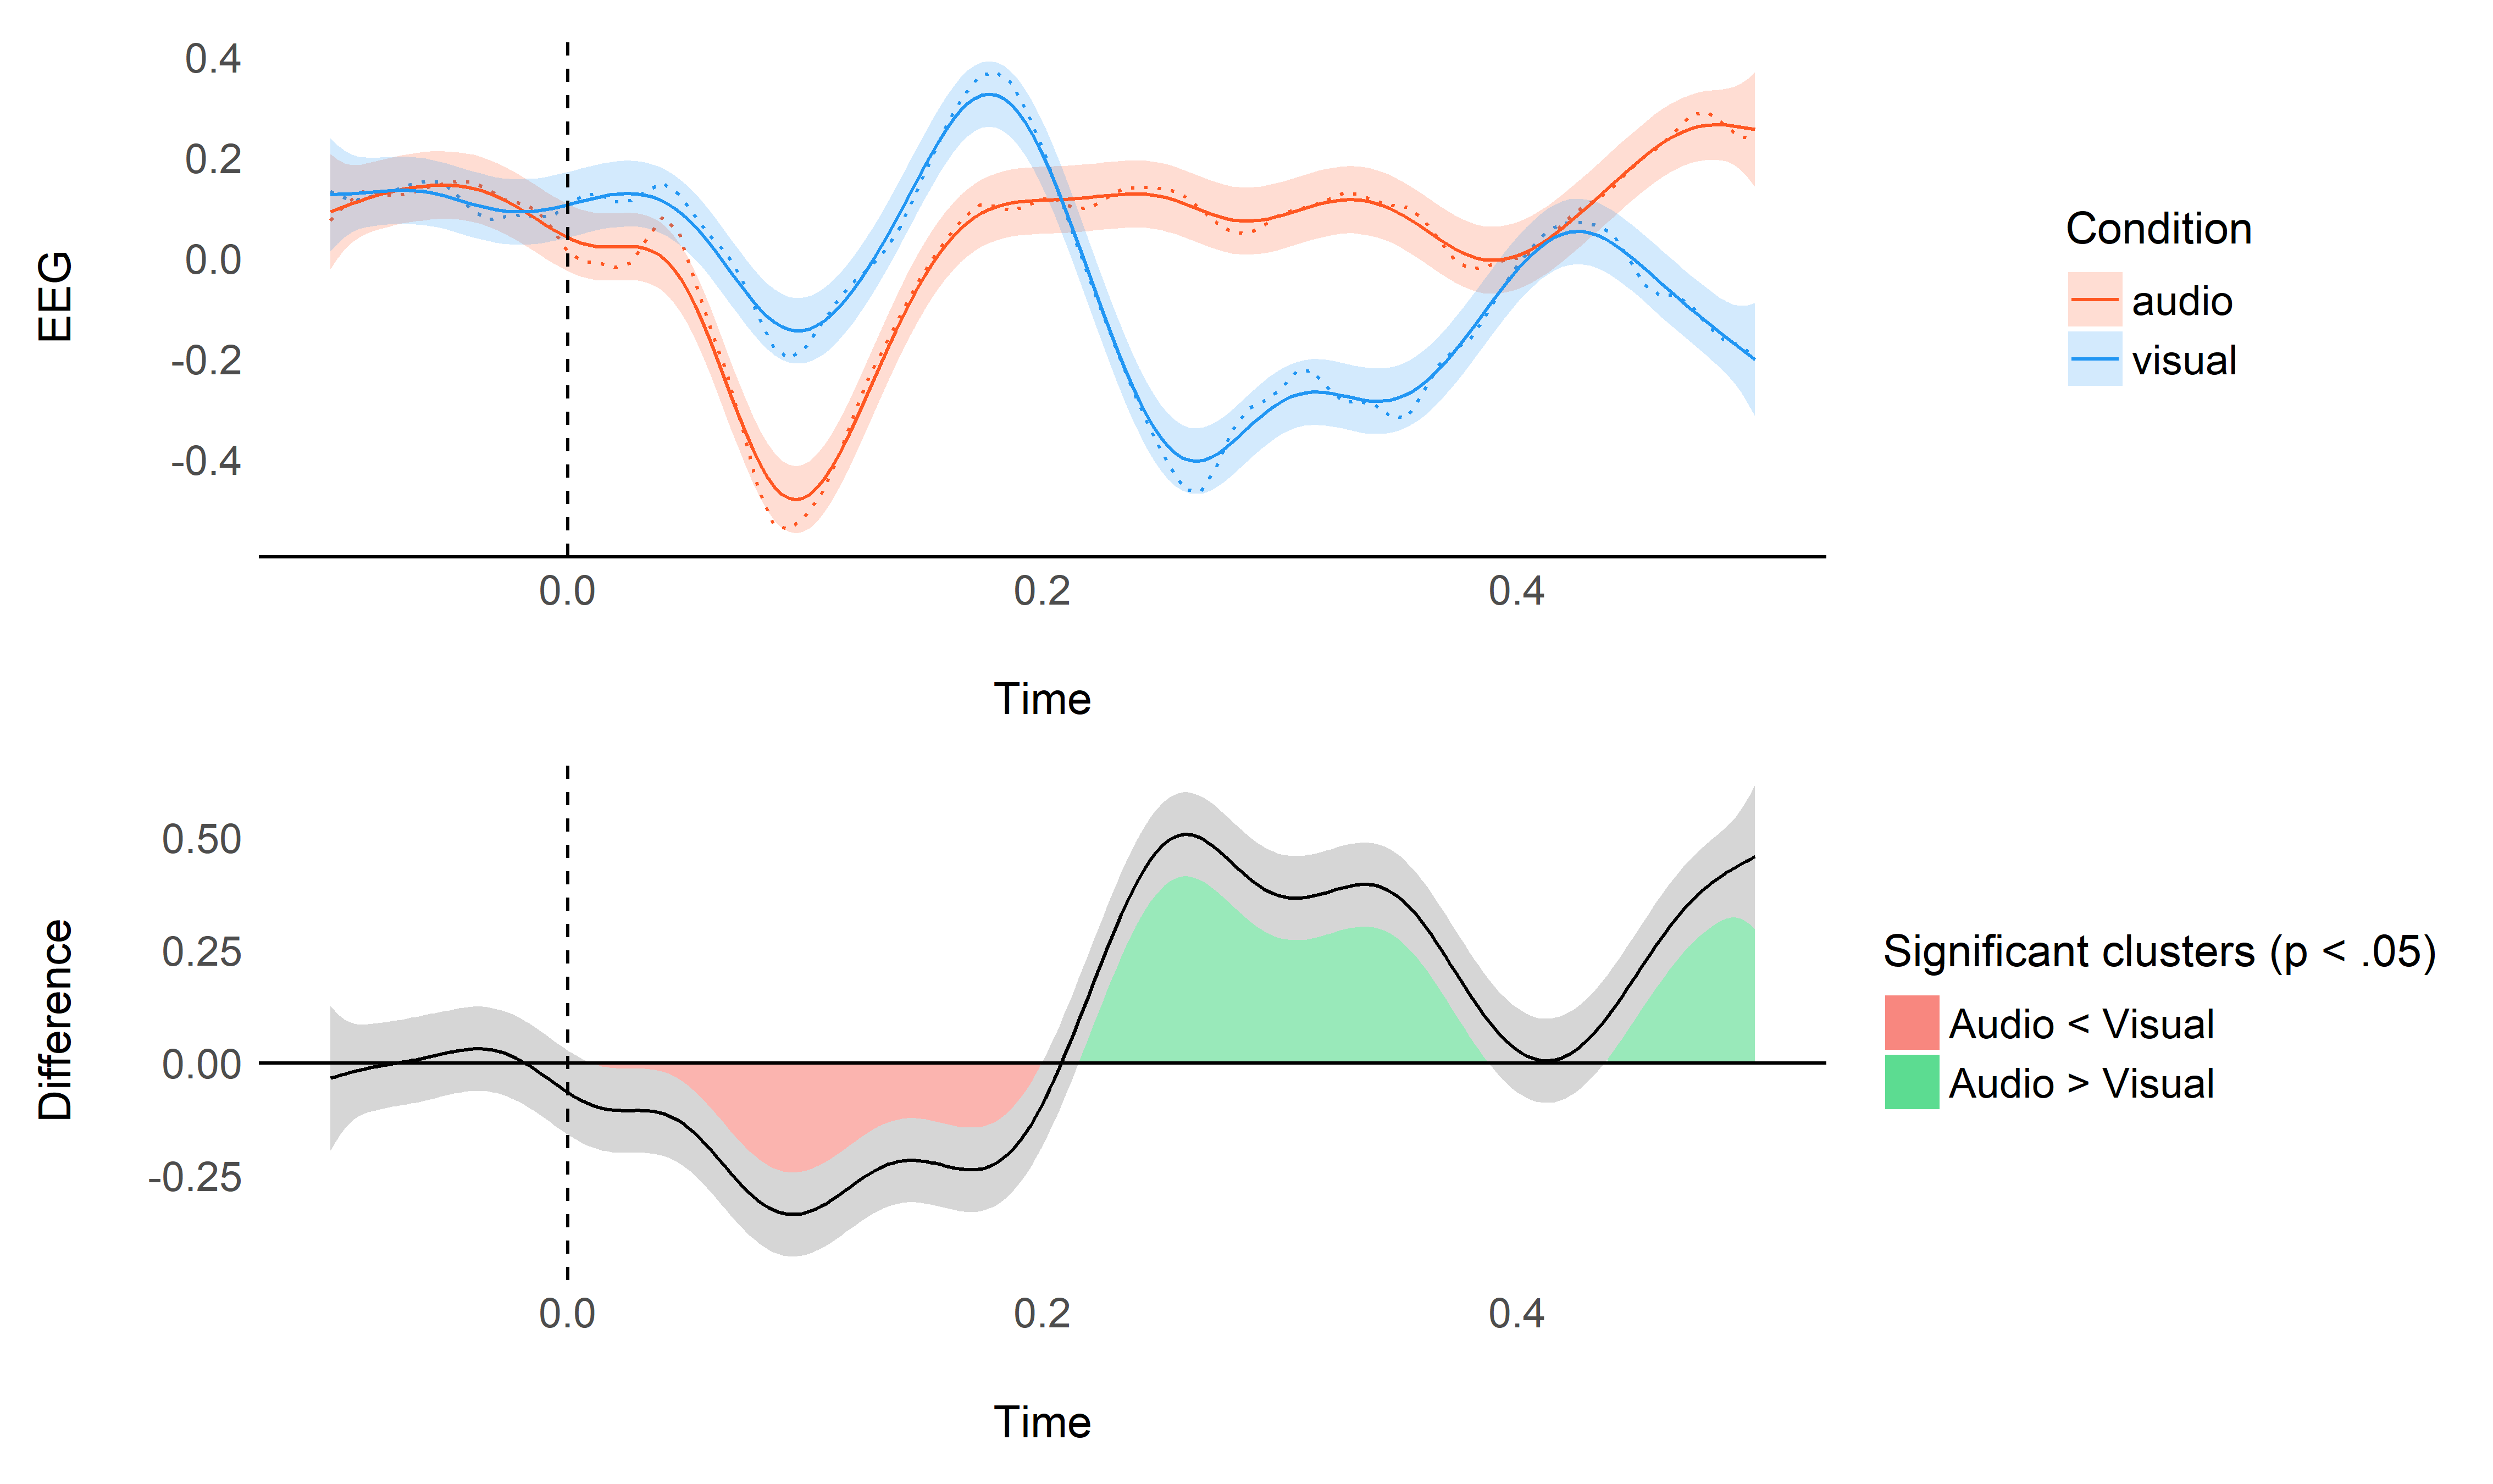 0.4
0.2
0.0
-0.2
-0.4
EEG
0.0 0.2 0.4
Time
Condition
audio
visual
0.50
0.25
0.00
-0.25
Difference
0.0 0.2 0.4
Time
Significant clusters (p < .05)
Audio < Visual
Audio > Visual